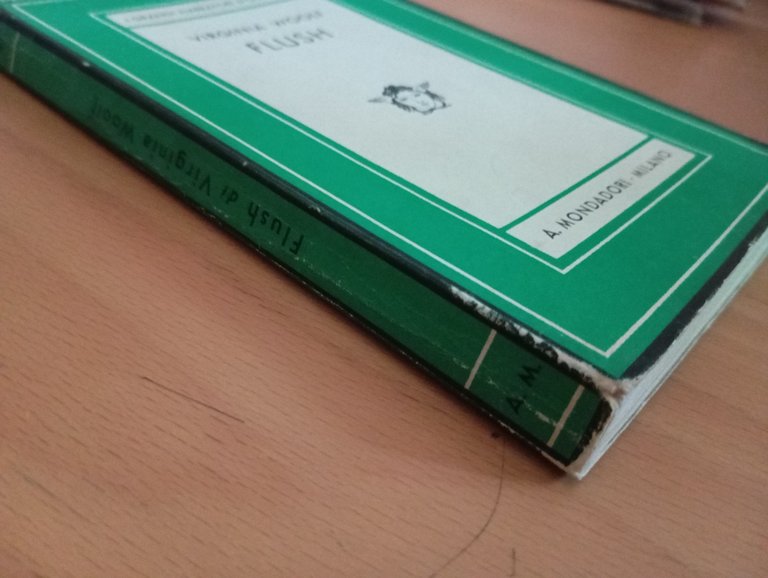 VIRGINIA WOOLF
FLUSH
A. MONDADORI - MILANO
Flush di Virginia Woolf
A. M.